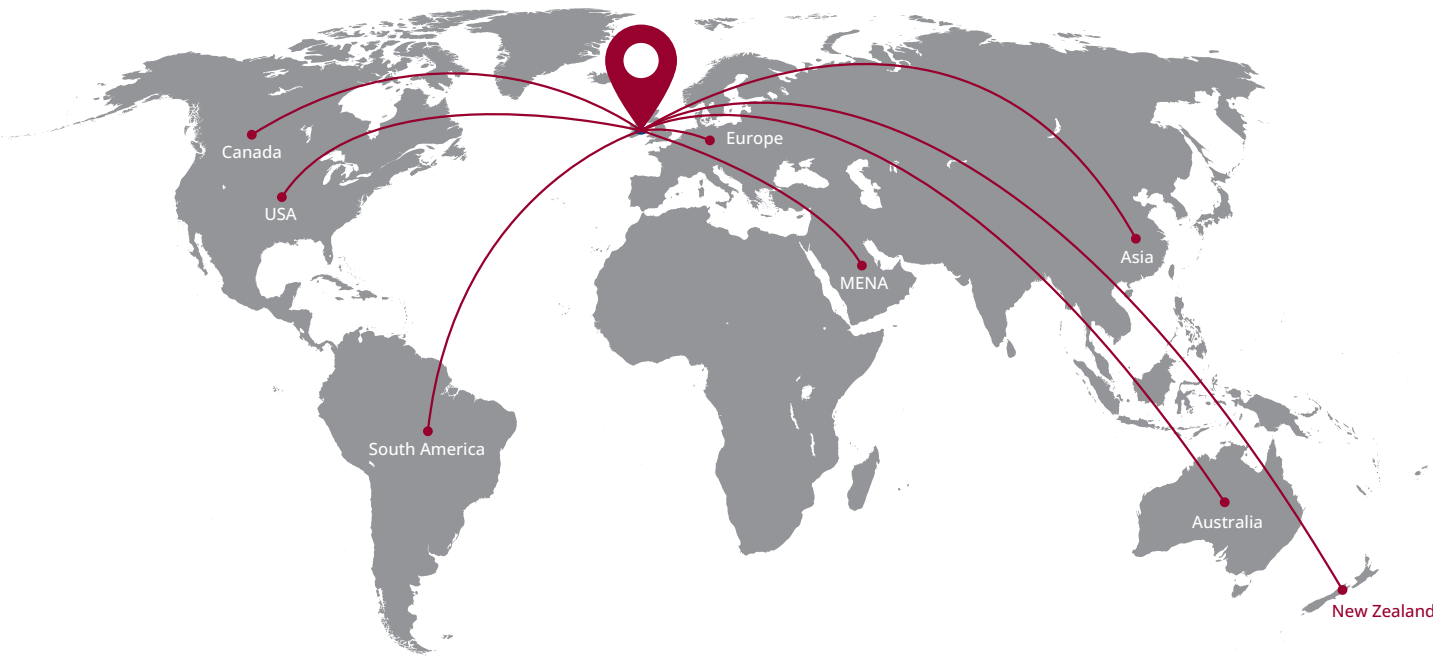 Europe
Canada
USA
Asia
MENA
South America
Australia
New Zealand